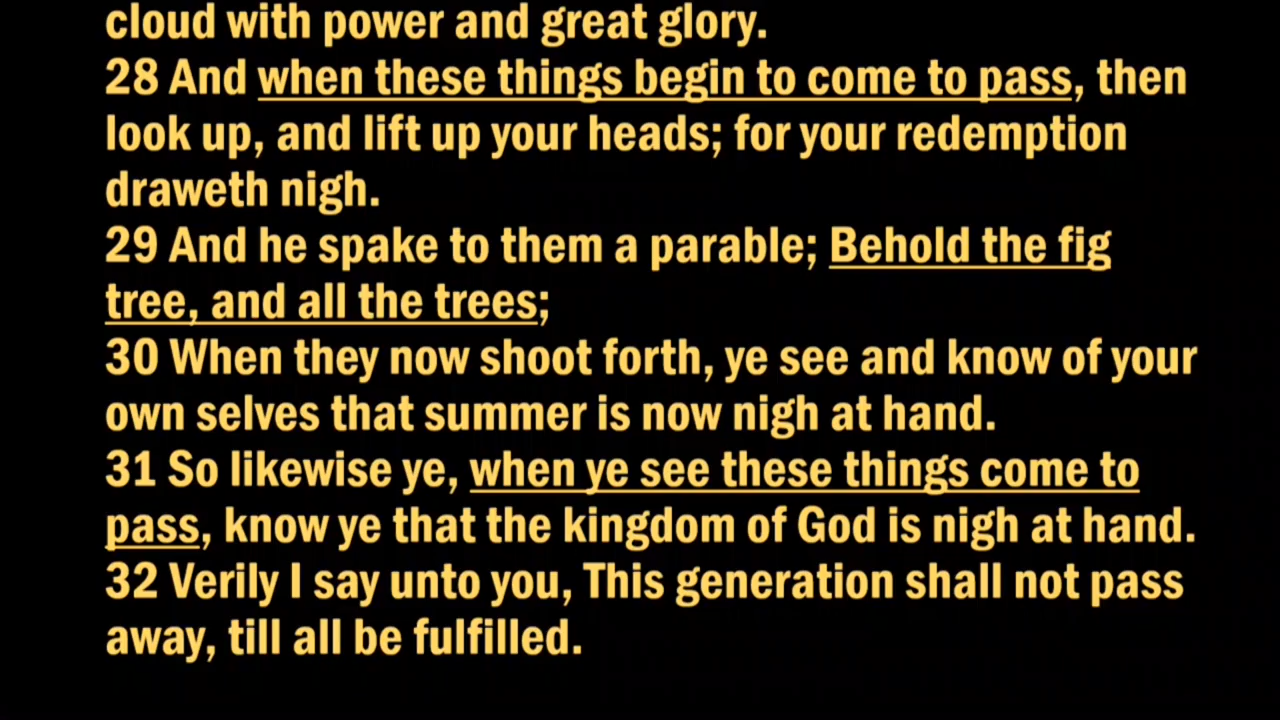 cloud with power and great glory.
28 And when these things begin to come to pass, then
look up, and lift up your heads; for your redemption
draweth nigh.
29 And he spake to them a parable; Behold the fig
tree, and all the trees;
30 When they now shoot forth, ye see and know of your
own selves that summer is now nigh at hand.
31 So likewise ye, when ye see these things come to
pass, know ye that the kingdom of God is nigh at hand.
32 Verily I say unto you, This generation shall not pass
away, till all be fulfilled.